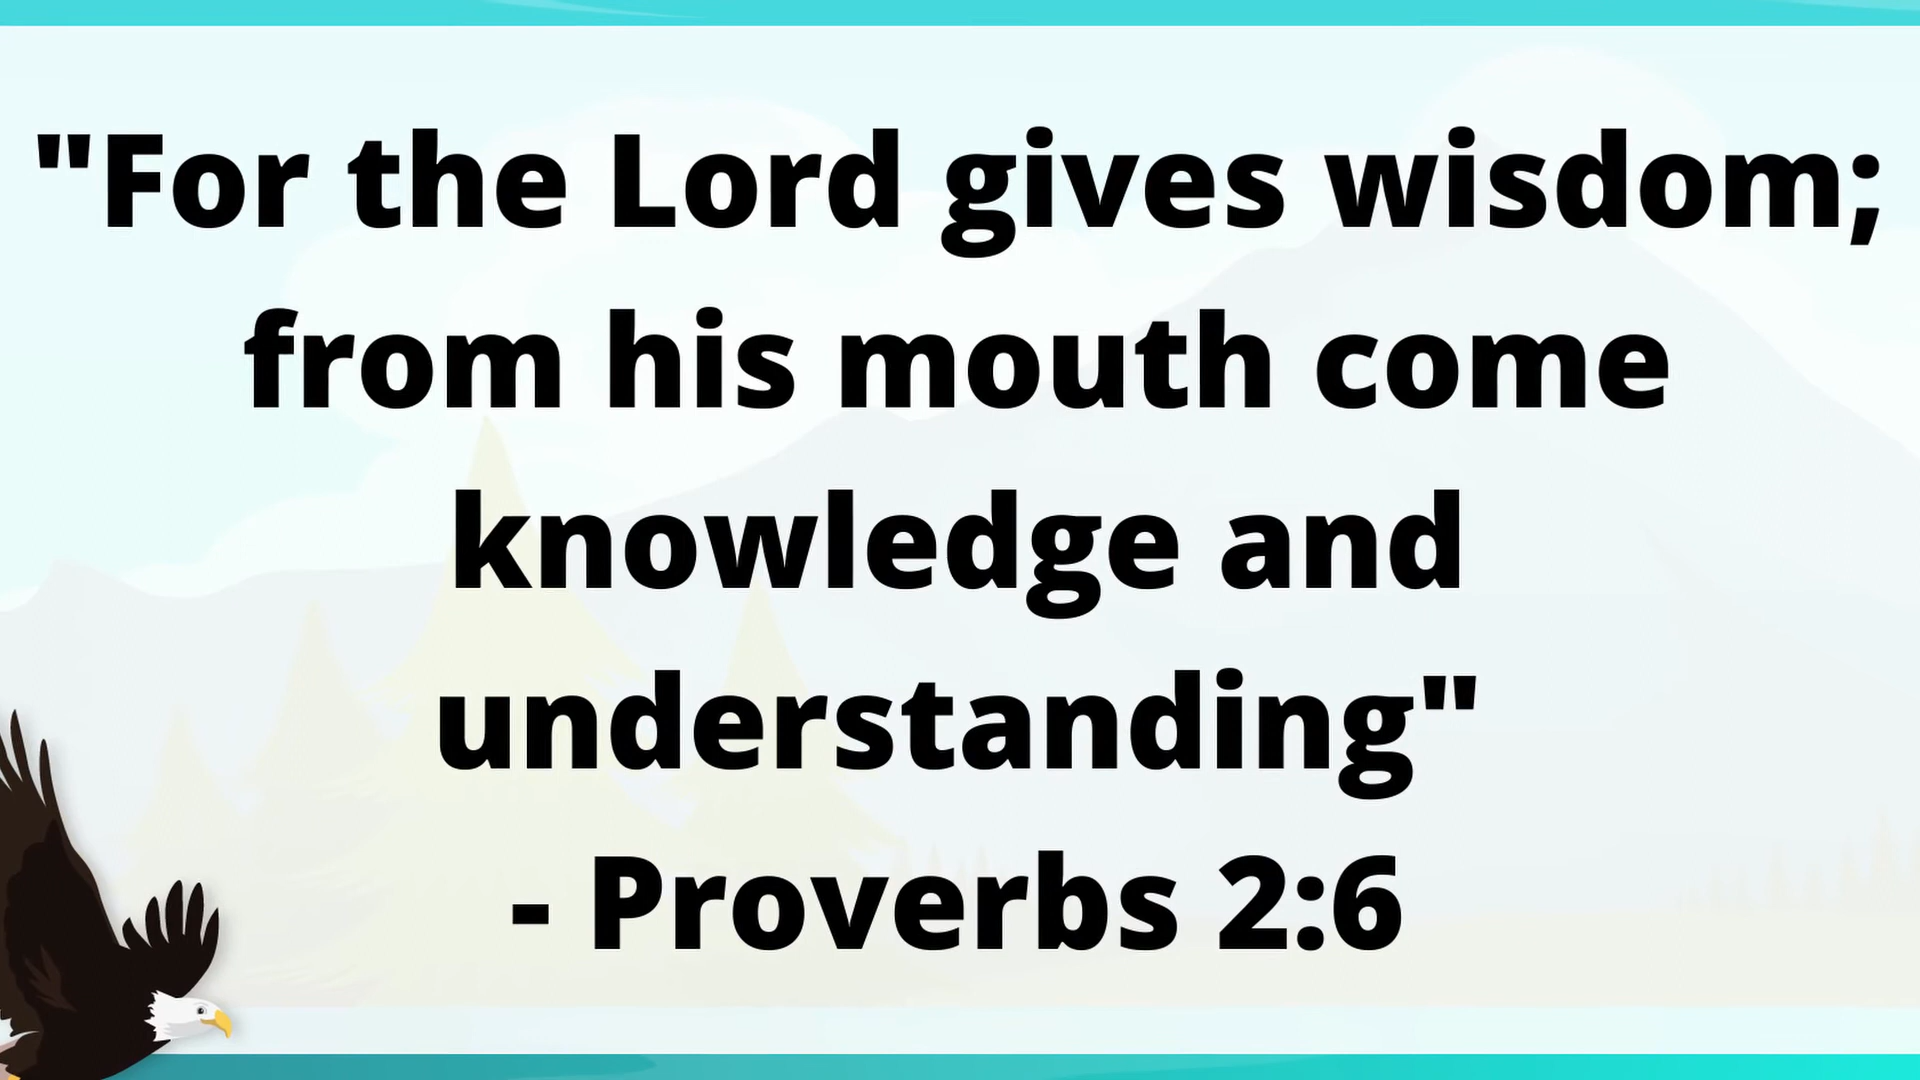 "For the Lord gives wisdom;
from his mouth come
knowledge and
understanding"
- Proverbs 2:6